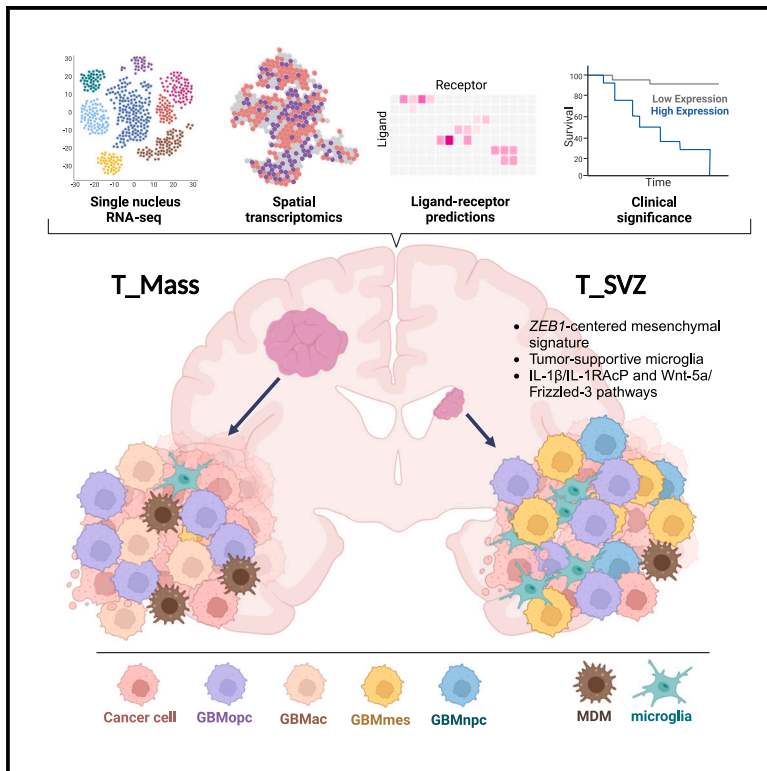 30
20
10
0
-10
-20
-30
-30 -20 -10 0 10 20 30
Single nucleus
RNA-seq
Spatial
transcriptomics
Receptor
Ligand
Ligand-receptor
predictions
100
80
60
40
20
0
Survival
Low Expression
High Expression
Time
Clinical
significance
T_Mass
T_SVZ
• ZEB1-centered mesenchymal
signature
• Tumor-supportive microglia
• IL-1β/IL-1RAcP and Wnt-5a/
Frizzled-3 pathways
Cancer cell
GBMopc
GBMac
GBMmes
GBMnpc
MDM
microglia